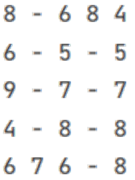 8 - 6 8 4
6 - 5 - 5
9 - 7 - 7
4 - 8 - 8
6 7 6 - 8